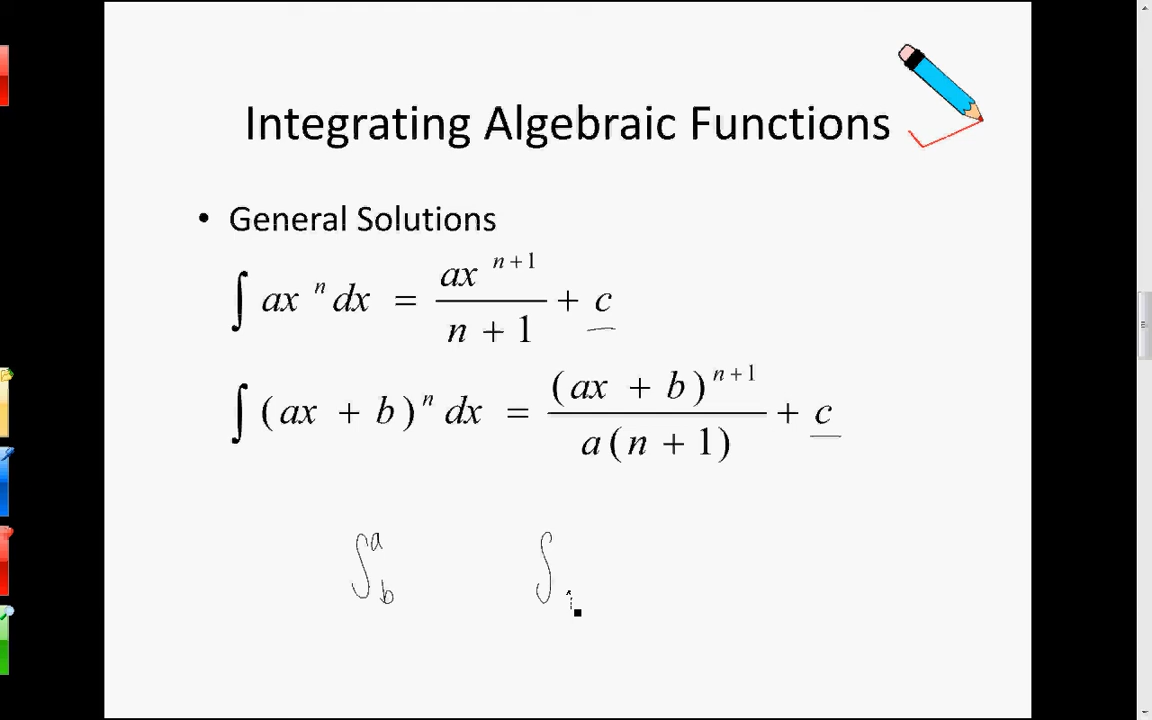 Integrating Algebraic Functions
• General Solutions
∫ ax^n dx = ax^(n+1) / (n + 1) + c
∫ (ax + b)^n dx = (ax + b)^(n+1) / a(n + 1) + c
∫_b^a ∫